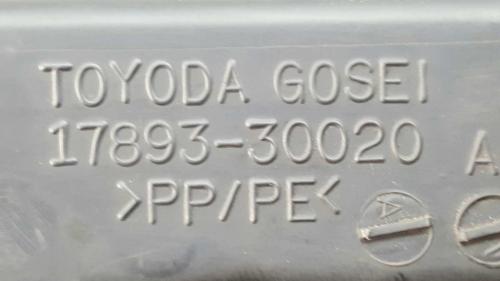 TOYODA GOSEI
17893-30020 A
>PP/PE< A